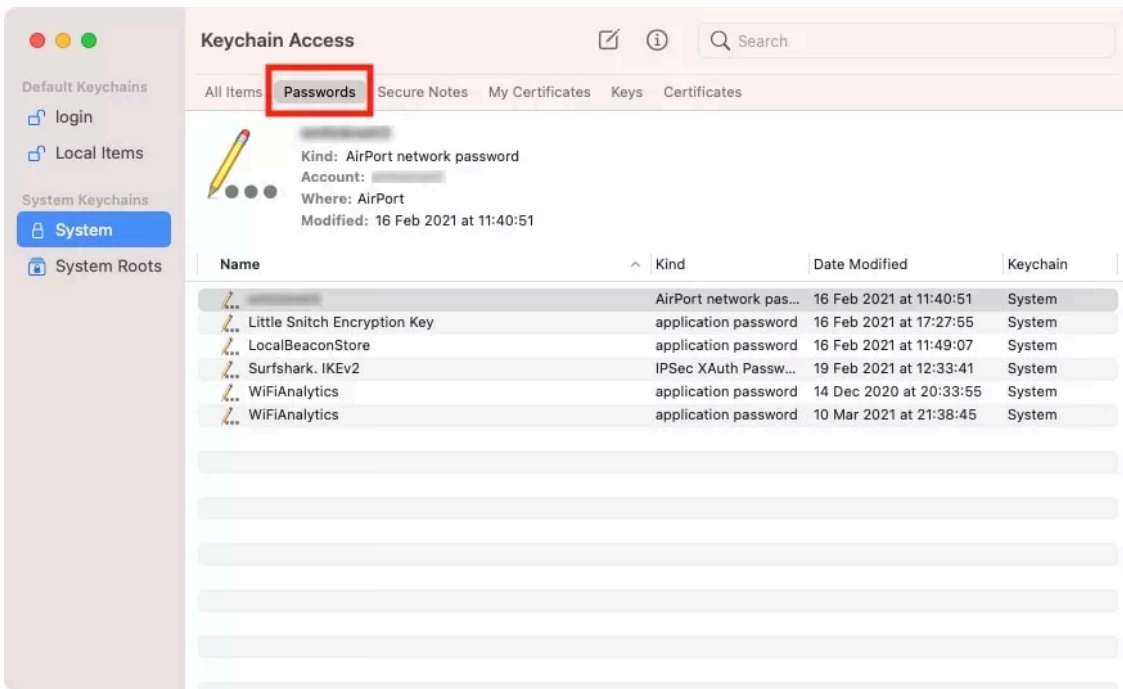 Keychain Access
Search
Default Keychains
login
Local Items
System Keychains
System
System Roots
All Items Passwords Secure Notes My Certificates Keys Certificates
Kind: AirPort network password
Account:
Where: AirPort
Modified: 16 Feb 2021 at 11:40:51
Name Kind Date Modified Keychain
AirPort network pas... 16 Feb 2021 at 11:40:51 System
Little Snitch Encryption Key application password 16 Feb 2021 at 17:27:55 System
LocalBeaconStore application password 16 Feb 2021 at 11:49:07 System
Surfshark. IKEv2 IPSec XAuth Passw... 19 Feb 2021 at 12:33:41 System
WiFiAnalytics application password 14 Dec 2020 at 20:33:55 System
WiFiAnalytics application password 10 Mar 2021 at 21:38:45 System